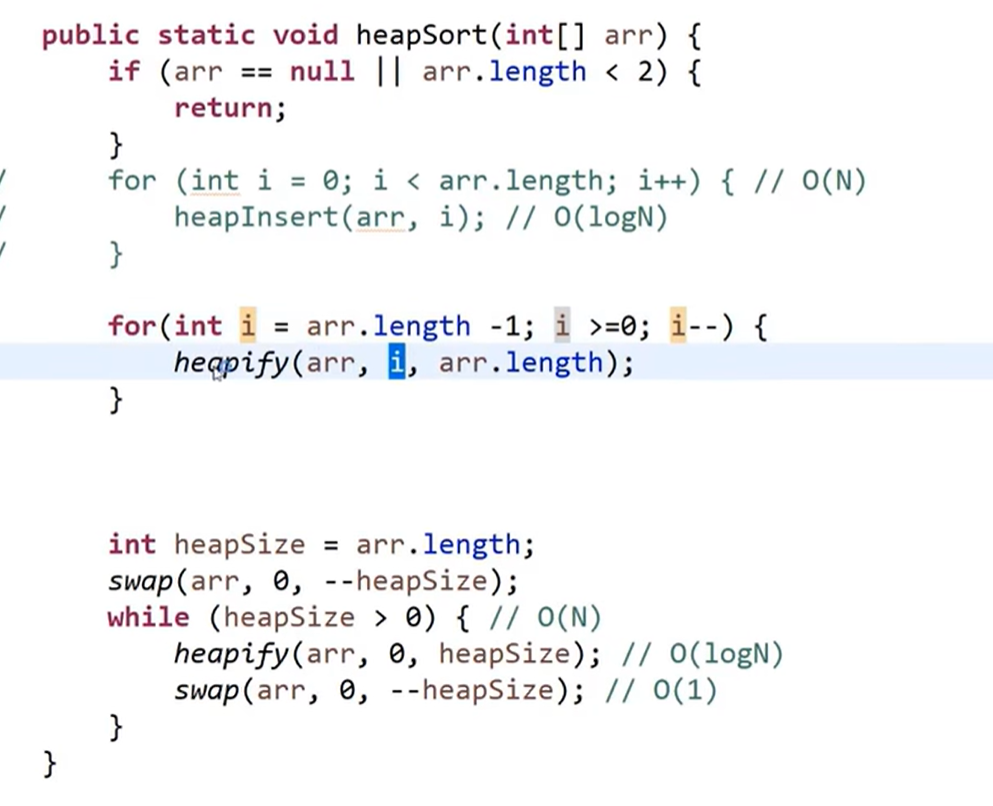 public static void heapSort(int[] arr) {
if (arr == null || arr.length < 2) {
return;
}
/ for (int i = 0; i < arr.length; i++) { // O(N)
/ heapInsert(arr, i); // O(logN)
/ }
for(int i = arr.length -1; i >=0; i--) {
heapify(arr, i, arr.length);
}
int heapSize = arr.length;
swap(arr, 0, --heapSize);
while (heapSize > 0) { // O(N)
heapify(arr, 0, heapSize); // O(logN)
swap(arr, 0, --heapSize); // O(1)
}
}